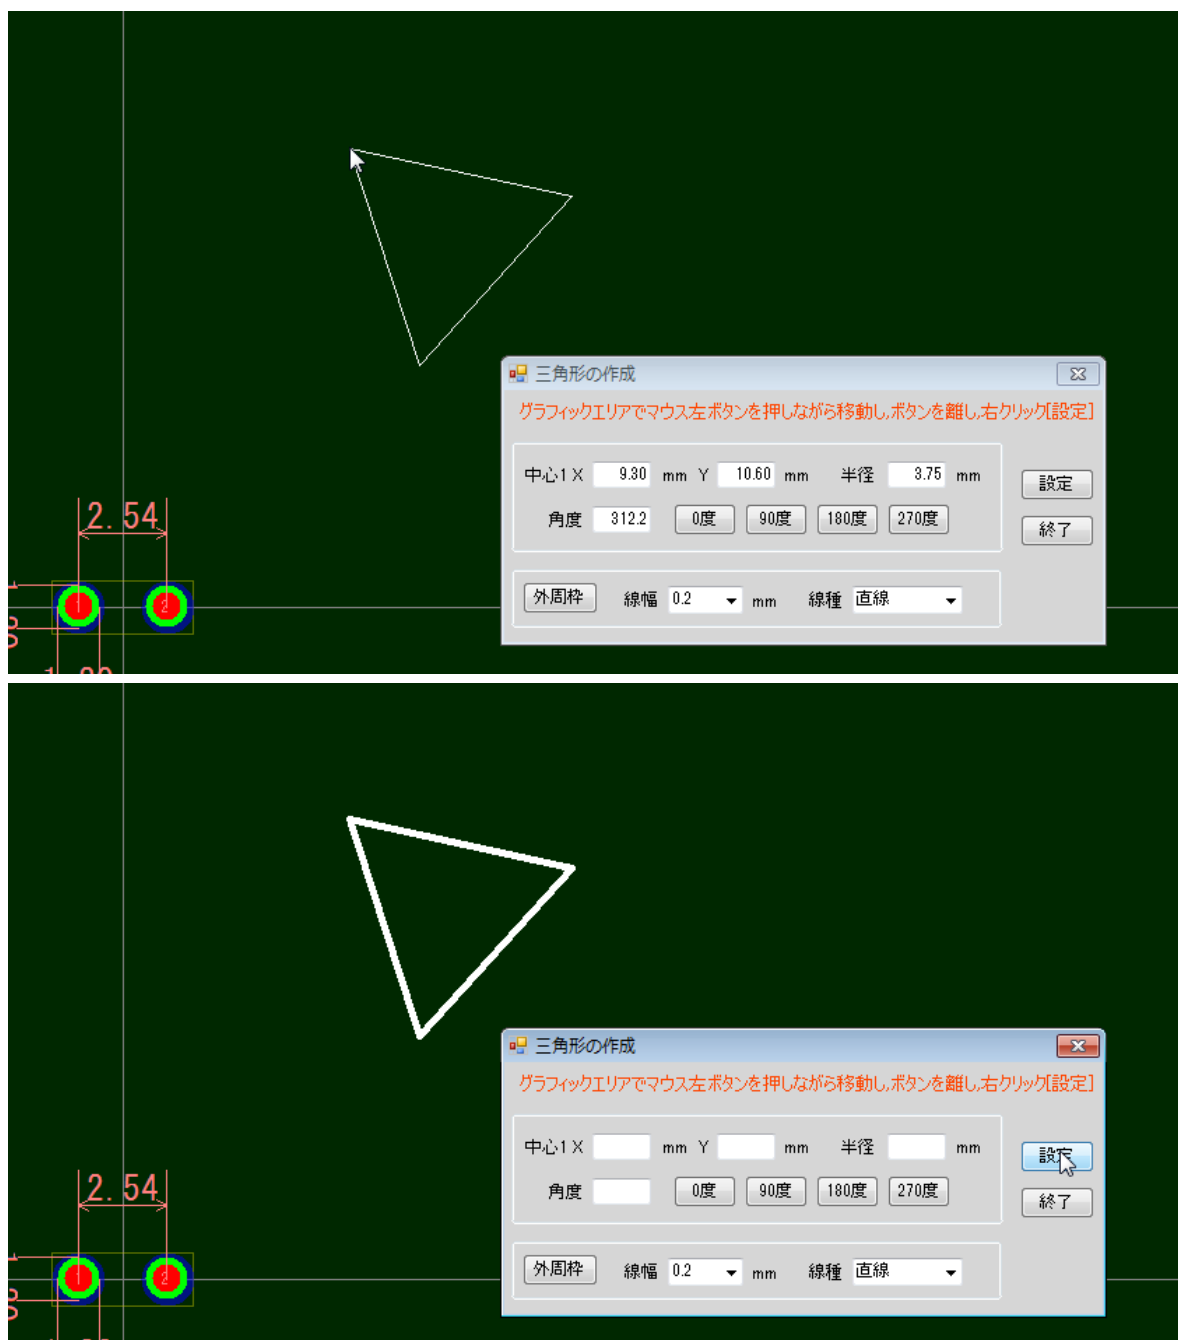 三角形の作成
グラフィックエリアでマウス左ボタンを押しながら移動し,ボタンを離し,右クリック[設定]
中心1 X 9.30 mm Y 10.60 mm 半径 3.75 mm
設定
角度 312.2 0度 90度 180度 270度
終了
2.54
1 2
外周枠 線幅 0.2 mm 線種 直線
三角形の作成
グラフィックエリアでマウス左ボタンを押しながら移動し,ボタンを離し,右クリック[設定]
中心1 X mm Y mm 半径 mm
設定
角度 0度 90度 180度 270度
終了
2.54
1 2
外周枠 線幅 0.2 mm 線種 直線